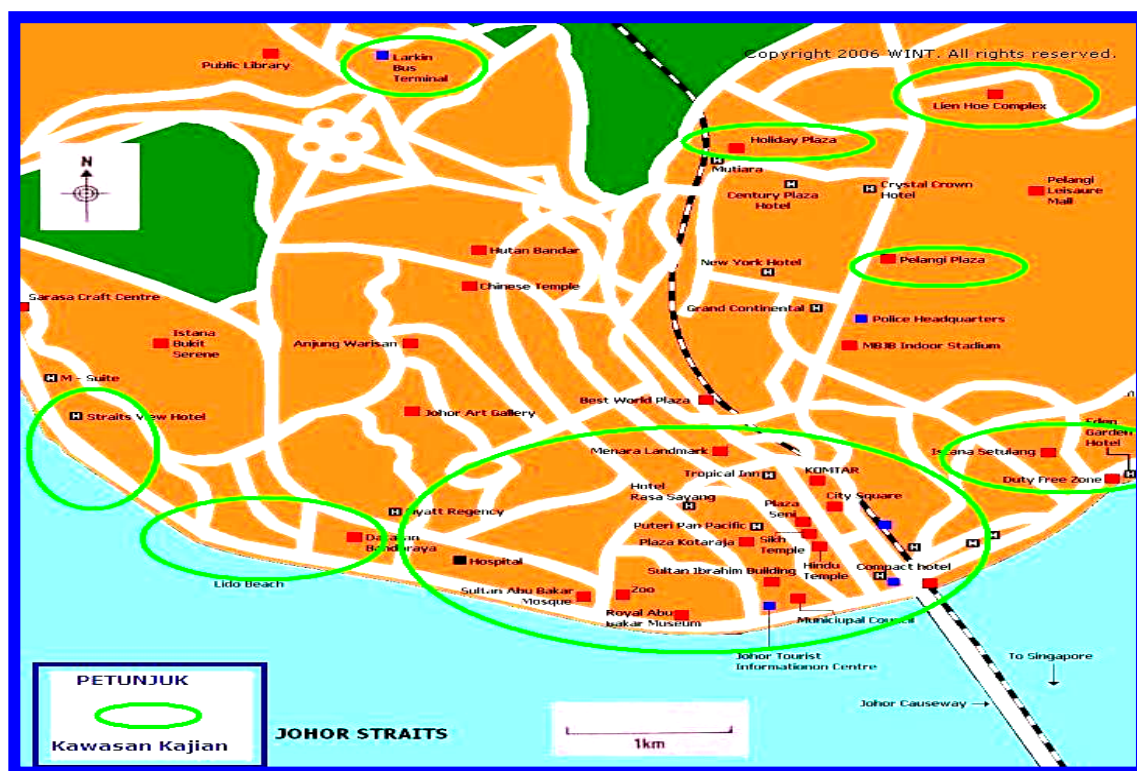 Copyright 2006 WINT. All rights reserved.
Public Library
Larkin
Bus
Terminal
Lien Hoe Complex
Holiday Plaza
H
Mutiara
N
H
Century Plaza
Hotel
H
Crystal Crown
Hotel
Pelangi
Leisaure
Mall
Hutan Bandar
New York Hotel
H
Pelangi Plaza
Chinese Temple
Sarasa Craft Centre
Grand Continental
H
Police Headquarters
Istana
Bukit
Serene
Anjung Warisan
MBJB Indoor Stadium
H
M - Suite
Best World Plaza
H
Straits View Hotel
Johor Art Gallery
Eden
Garden
Hotel
H
Menara Landmark
Istana Setulang
Tropical Inn
H
KOMTAR
Duty Free Zone
Hotel
Rasa Sayang
H
City Square
Plaza
Seni
H
Hyatt Regency
Puteri Pan Pacific
H
Plaza Kotaraja
Sikh
Temple
Hindu
Temple
H
H
H
Dataran
Bandaraya
Hospital
Compact hotel
H
Lido Beach
Sultan Ibrahim Building
Sultan Abu Bakar
Mosque
Zoo
Royal Abu
Bakar Museum
Municiupal Council
Johor Tourist
Informationon Centre
To Singapore
PETUNJUK
Johor Causeway
JOHOR STRAITS
Kawasan Kajian
1km